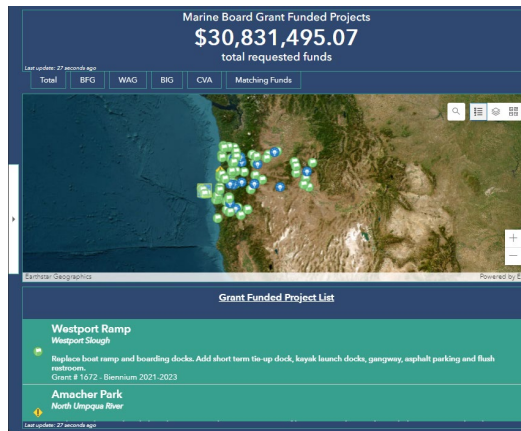 Marine Board Grant Funded Projects
$30,831,495.07
total requested funds
Last update: 27 seconds ago
Total BFG WAG BIG CVA Matching Funds
Earthstar Geographics
Powered by E
Grant Funded Project List
Westport Ramp
Westport Slough
Replace boat ramp and boarding docks. Add short term tie-up dock, kayak launch docks, gangway, asphalt parking and flush
restroom.
Grant # 1672 - Biennium 2021-2023
Amacher Park
North Umpqua River
Last update: 27 seconds ago